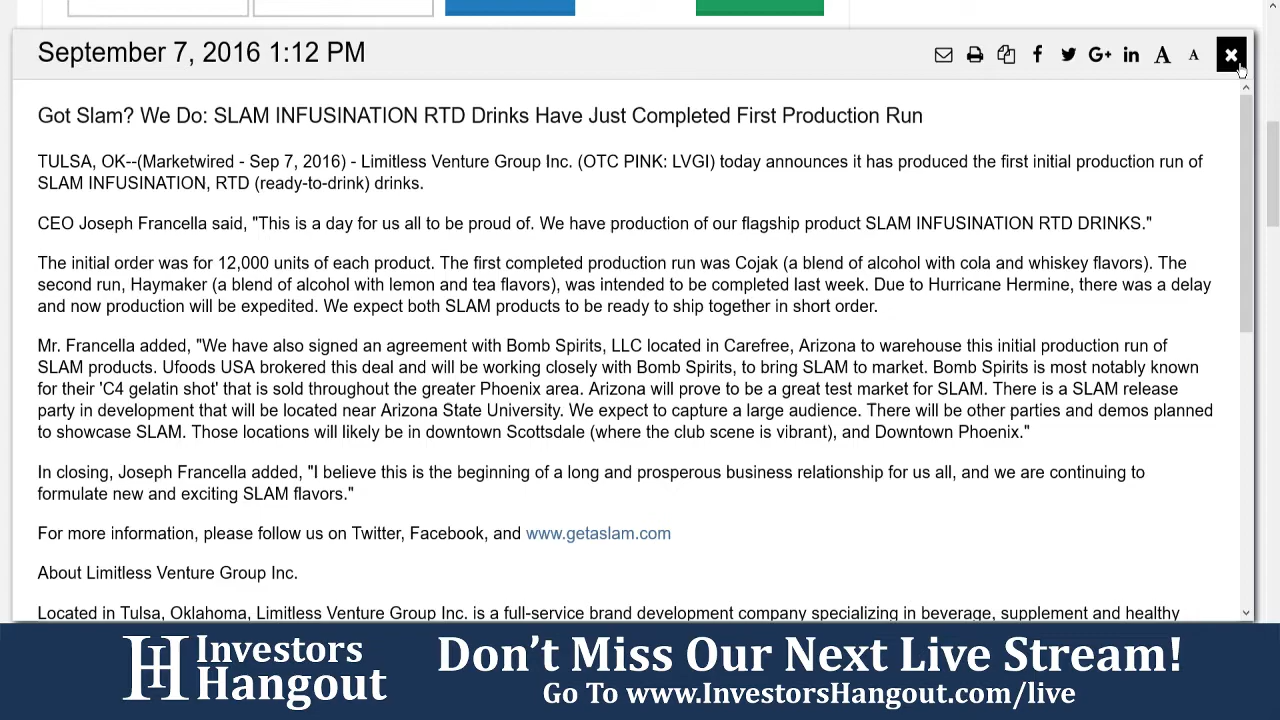 September 7, 2016 1:12 PM
G+ in A A
Got Slam? We Do: SLAM INFUSINATION RTD Drinks Have Just Completed First Production Run
TULSA, OK--(Marketwired - Sep 7, 2016) - Limitless Venture Group Inc. (OTC PINK: LVGI) today announces it has produced the first initial production run of
SLAM INFUSINATION, RTD (ready-to-drink) drinks.
CEO Joseph Francella said, "This is a day for us all to be proud of. We have production of our flagship product SLAM INFUSINATION RTD DRINKS."
The initial order was for 12,000 units of each product. The first completed production run was Cojak (a blend of alcohol with cola and whiskey flavors). The
second run, Haymaker (a blend of alcohol with lemon and tea flavors), was intended to be completed last week. Due to Hurricane Hermine, there was a delay
and now production will be expedited. We expect both SLAM products to be ready to ship together in short order.
Mr. Francella added, "We have also signed an agreement with Bomb Spirits, LLC located in Carefree, Arizona to warehouse this initial production run of
SLAM products. Ufoods USA brokered this deal and will be working closely with Bomb Spirits, to bring SLAM to market. Bomb Spirits is most notably known
for their 'C4 gelatin shot' that is sold throughout the greater Phoenix area. Arizona will prove to be a great test market for SLAM. There is a SLAM release
party in development that will be located near Arizona State University. We expect to capture a large audience. There will be other parties and demos planned
to showcase SLAM. Those locations will likely be in downtown Scottsdale (where the club scene is vibrant), and Downtown Phoenix."
In closing, Joseph Francella added, "I believe this is the beginning of a long and prosperous business relationship for us all, and we are continuing to
formulate new and exciting SLAM flavors."
For more information, please follow us on Twitter, Facebook, and www.getaslam.com
About Limitless Venture Group Inc.
Located in Tulsa, Oklahoma, Limitless Venture Group Inc. is a full-service brand development company specializing in beverage, supplement and healthy
Investors
Hangout
Don't Miss Our Next Live Stream!
Go To www.InvestorsHangout.com/live